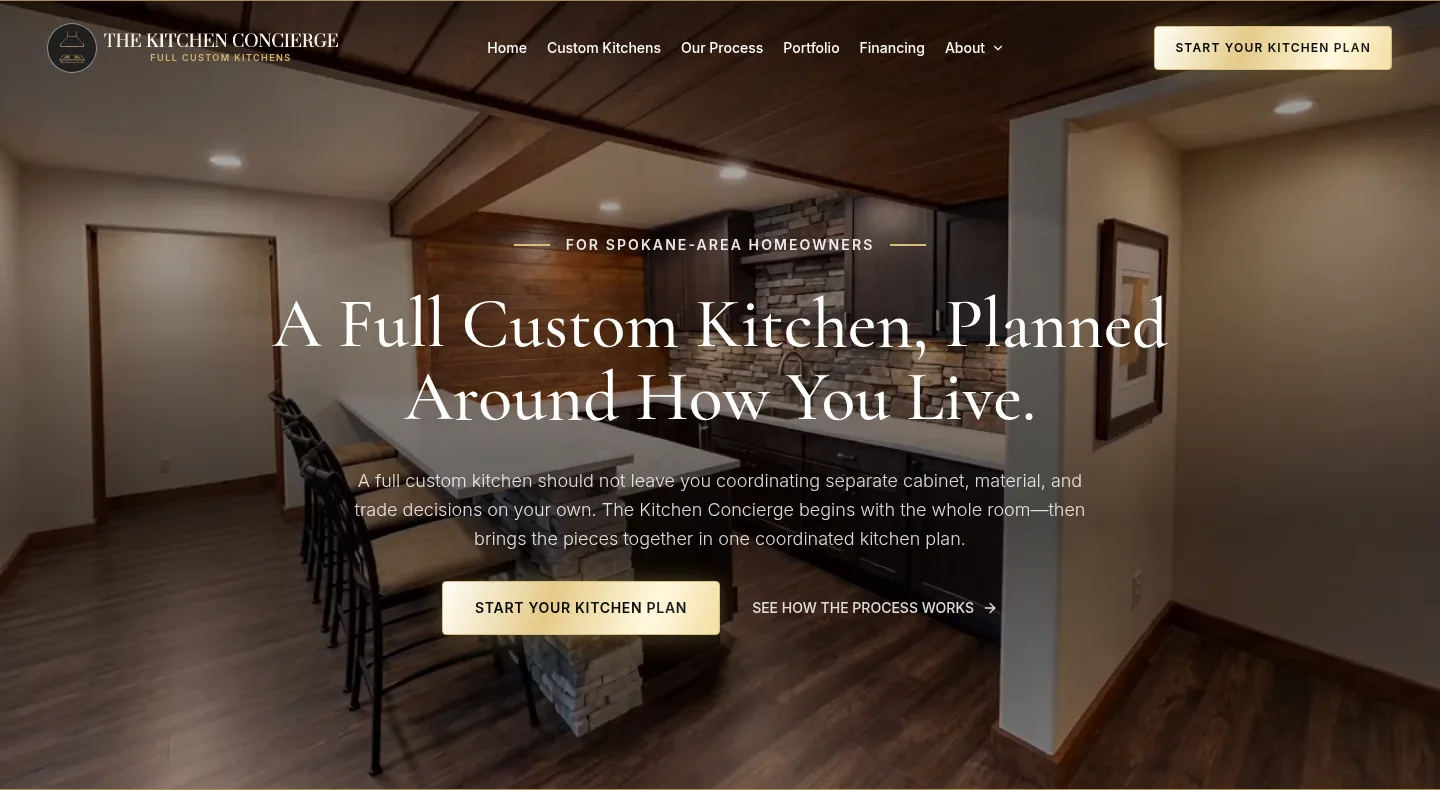 THE KITCHEN CONCIERGE
FULL CUSTOM KITCHENS
Home
Custom Kitchens
Our Process
Portfolio
Financing
About
START YOUR KITCHEN PLAN
FOR SPOKANE-AREA HOMEOWNERS
A Full Custom Kitchen, Planned
Around How You Live.
A full custom kitchen should not leave you coordinating separate cabinet, material, and
trade decisions on your own. The Kitchen Concierge begins with the whole room—then
brings the pieces together in one coordinated kitchen plan.
START YOUR KITCHEN PLAN
SEE HOW THE PROCESS WORKS →